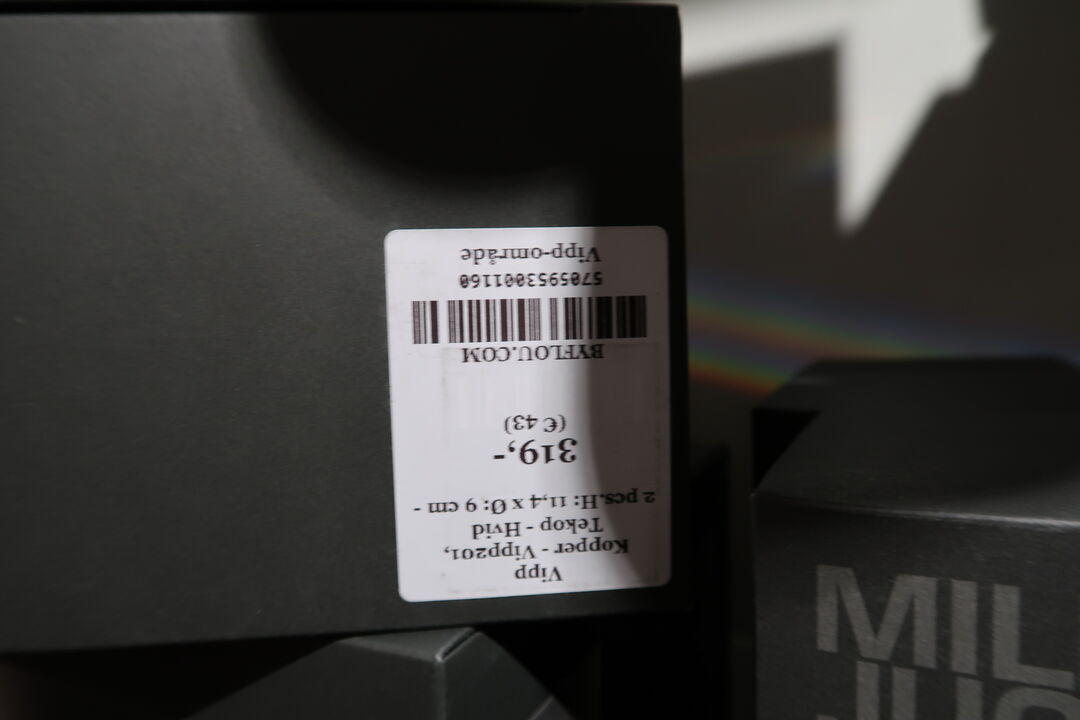 Vipp
Kopper - Vipp201,
Tekop - Hvid
2 pcs.H: 11,4 x Ø: 9 cm -
319,-
(€ 43)
BYFLOU.COM
5705953001160
Vipp-område
MIL
JUG